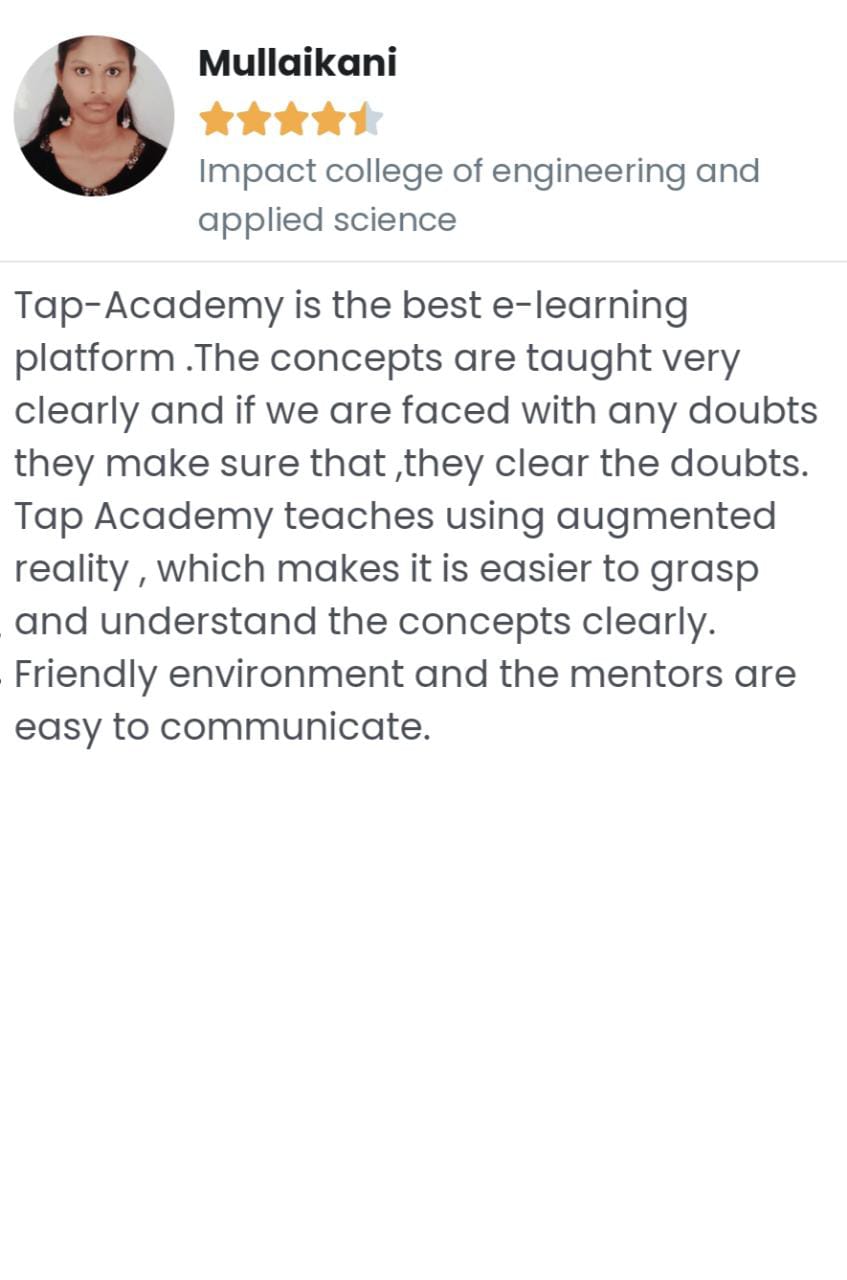 Mullaikani
Impact college of engineering and
applied science
Tap-Academy is the best e-learning
platform .The concepts are taught very
clearly and if we are faced with any doubts
they make sure that ,they clear the doubts.
Tap Academy teaches using augmented
reality , which makes it is easier to grasp
and understand the concepts clearly.
Friendly environment and the mentors are
easy to communicate.